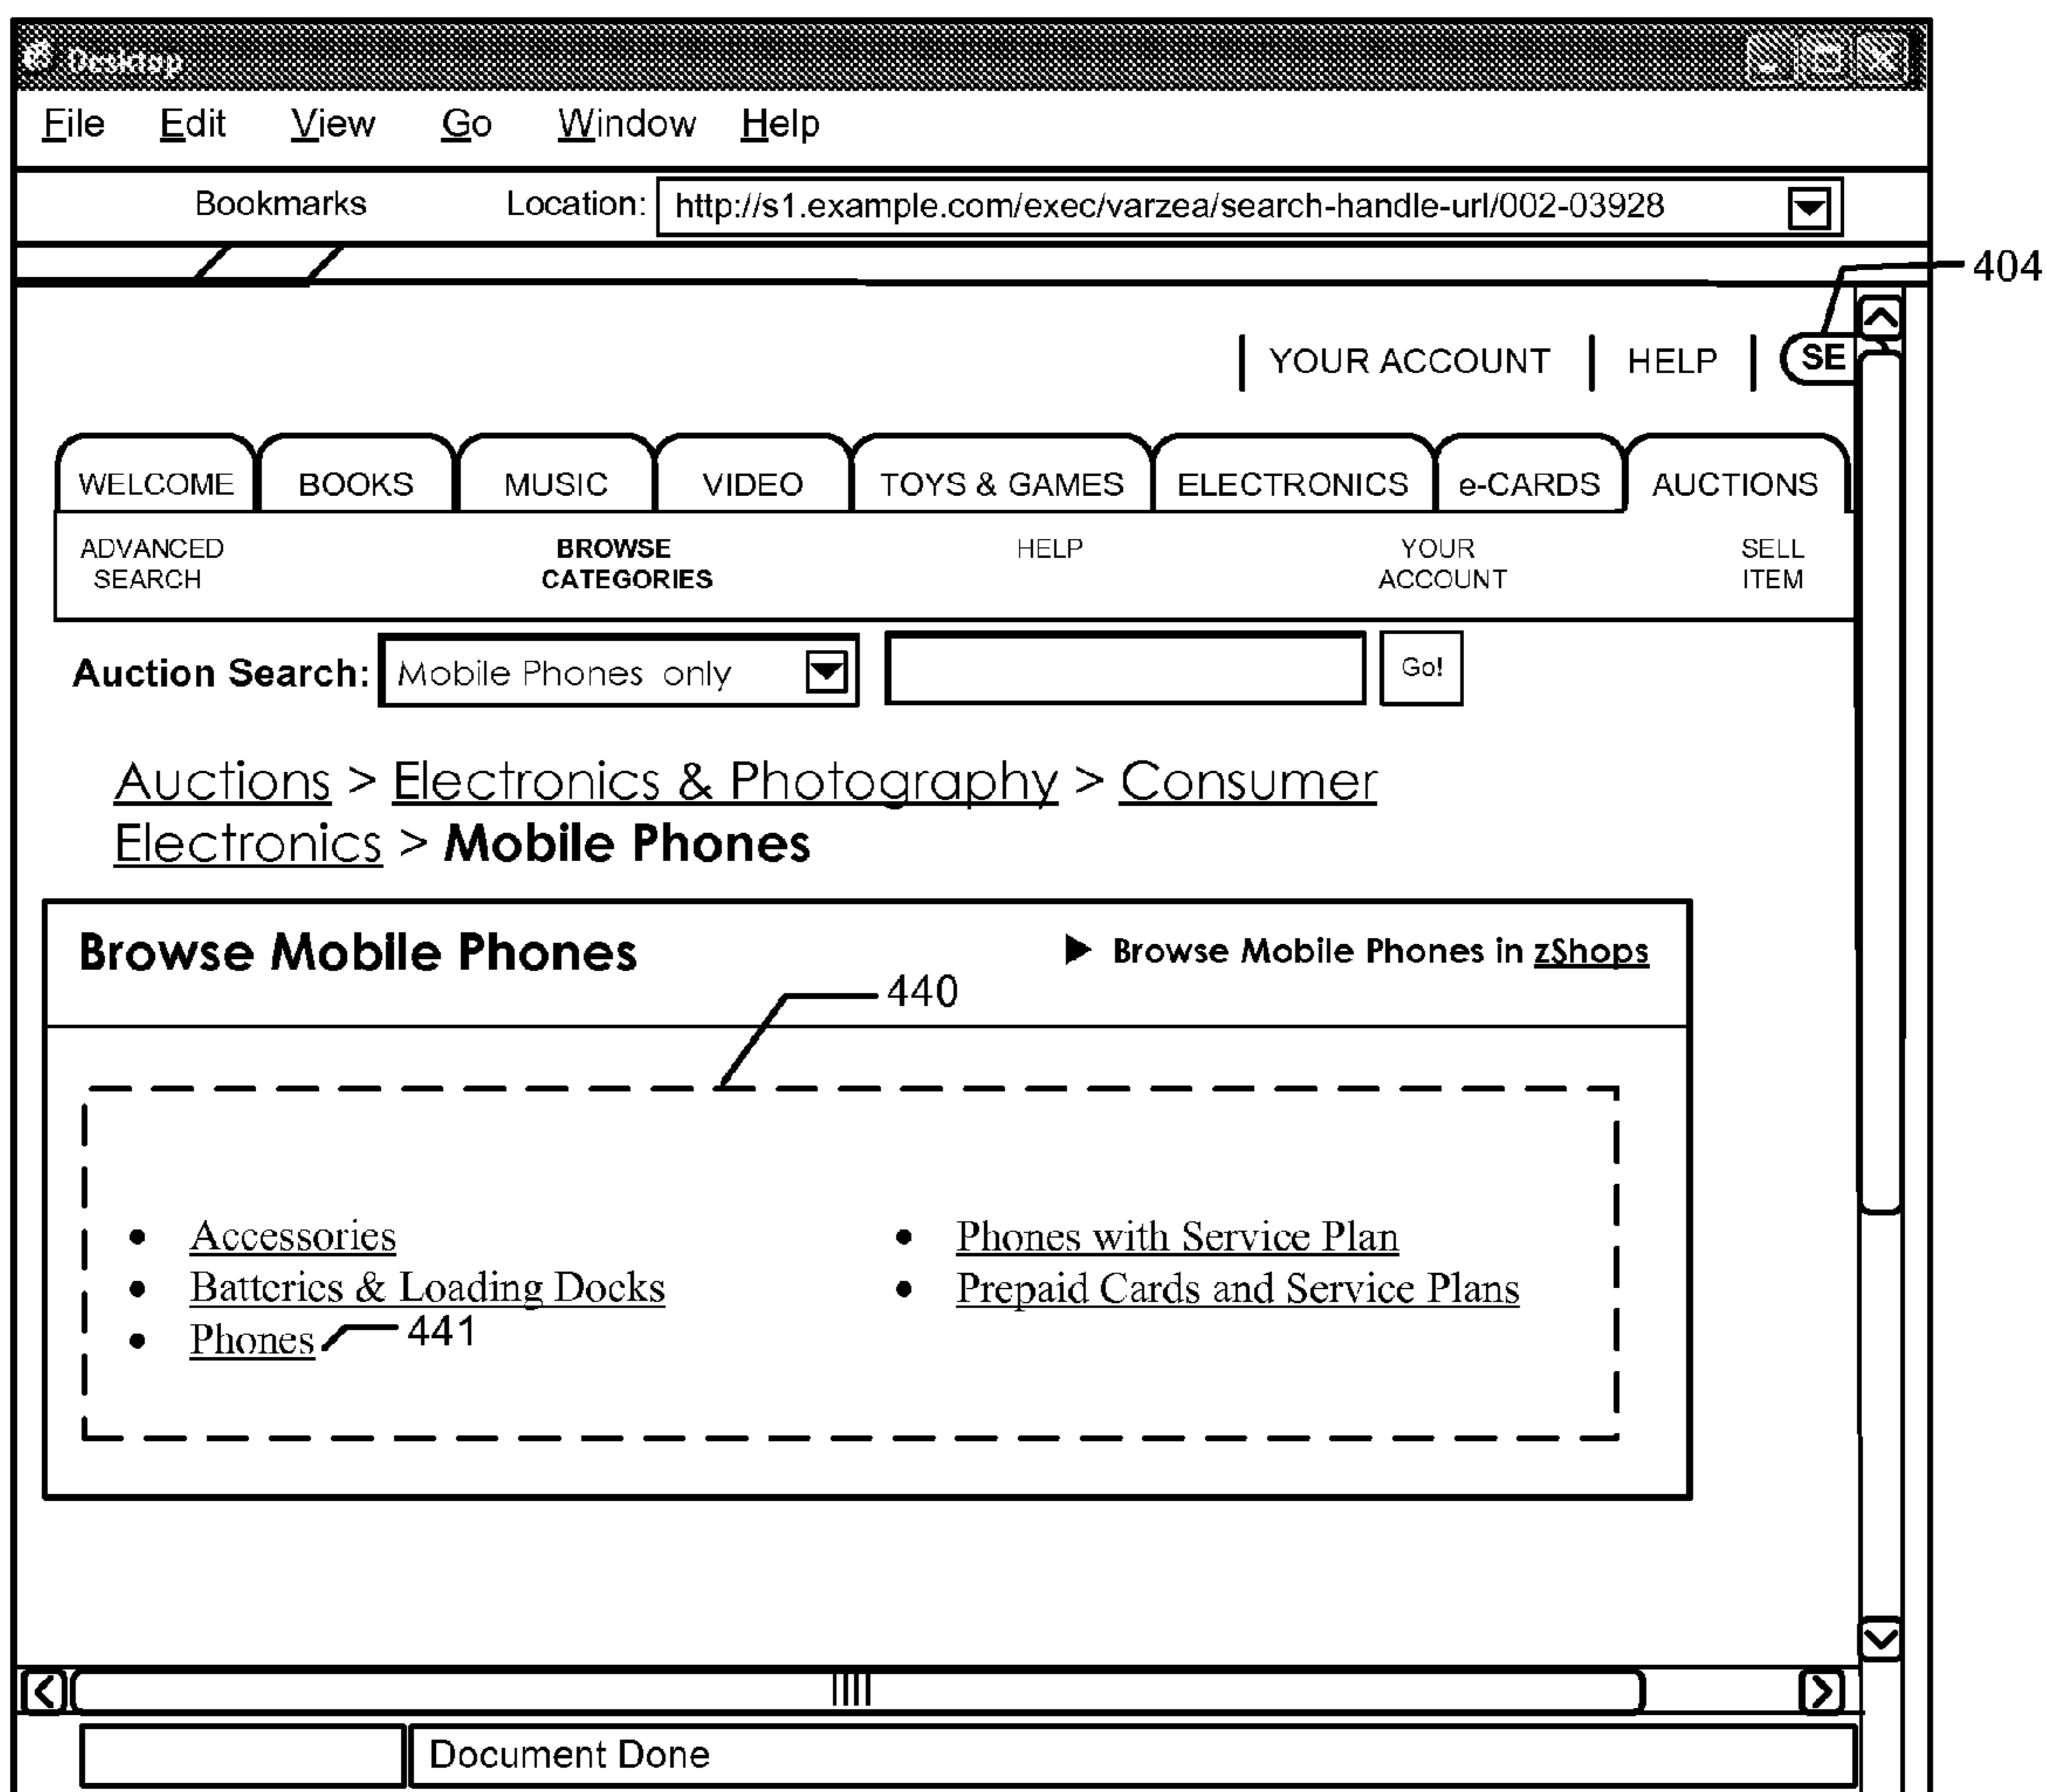 Desktop
File Edit View Go Window Help
Bookmarks Location: http://s1.example.com/exec/varzea/search-handle-url/002-03928
404
YOUR ACCOUNT HELP SE
WELCOME BOOKS MUSIC VIDEO TOYS & GAMES ELECTRONICS e-CARDS AUCTIONS
ADVANCED SEARCH BROWSE CATEGORIES HELP YOUR ACCOUNT SELL ITEM
Auction Search: Mobile Phones only Go!
Auctions > Electronics & Photography > Consumer
Electronics > Mobile Phones
Browse Mobile Phones ▶ Browse Mobile Phones in zShops
440
• Accessories
• Batteries & Loading Docks
• Phones 441
• Phones with Service Plan
• Prepaid Cards and Service Plans
Document Done